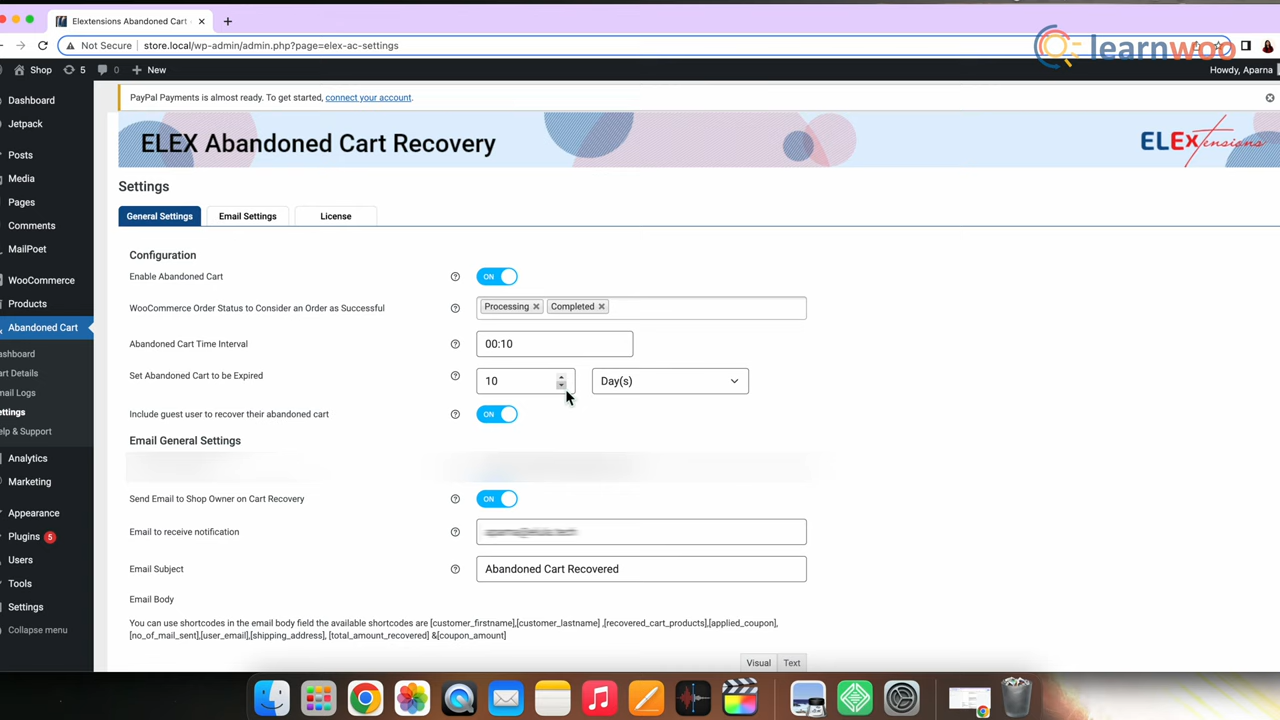 Elextensions Abandoned Cart
Not Secure store.local/wp-admin/admin.php?page=elex-ac-settings
learnwoo
Shop 5 0 + New Howdy, Aparna
Dashboard
Jetpack
Posts
Media
Pages
Comments
MailPoet
WooCommerce
Products
Abandoned Cart
ashboard
art Details
mail Logs
ettings
elp & Support
Analytics
Marketing
Appearance
Plugins 5
Users
Tools
Settings
Collapse menu
PayPal Payments is almost ready. To get started, connect your account.
ELEX Abandoned Cart Recovery
ELEXtensions
Settings
General Settings Email Settings License
Configuration
Enable Abandoned Cart ON
WooCommerce Order Status to Consider an Order as Successful Processing × Completed ×
Abandoned Cart Time Interval 00:10
Set Abandoned Cart to be Expired 10 Day(s)
Include guest user to recover their abandoned cart ON
Email General Settings
Send Email to Shop Owner on Cart Recovery ON
Email to receive notification
Email Subject Abandoned Cart Recovered
Email Body
You can use shortcodes in the email body field the available shortcodes are [customer_firstname],[customer_lastname] ,[recovered_cart_products],[applied_coupon],
[no_of_mail_sent],[user_email],[shipping_address], [total_amount_recovered] &[coupon_amount]
Visual Text